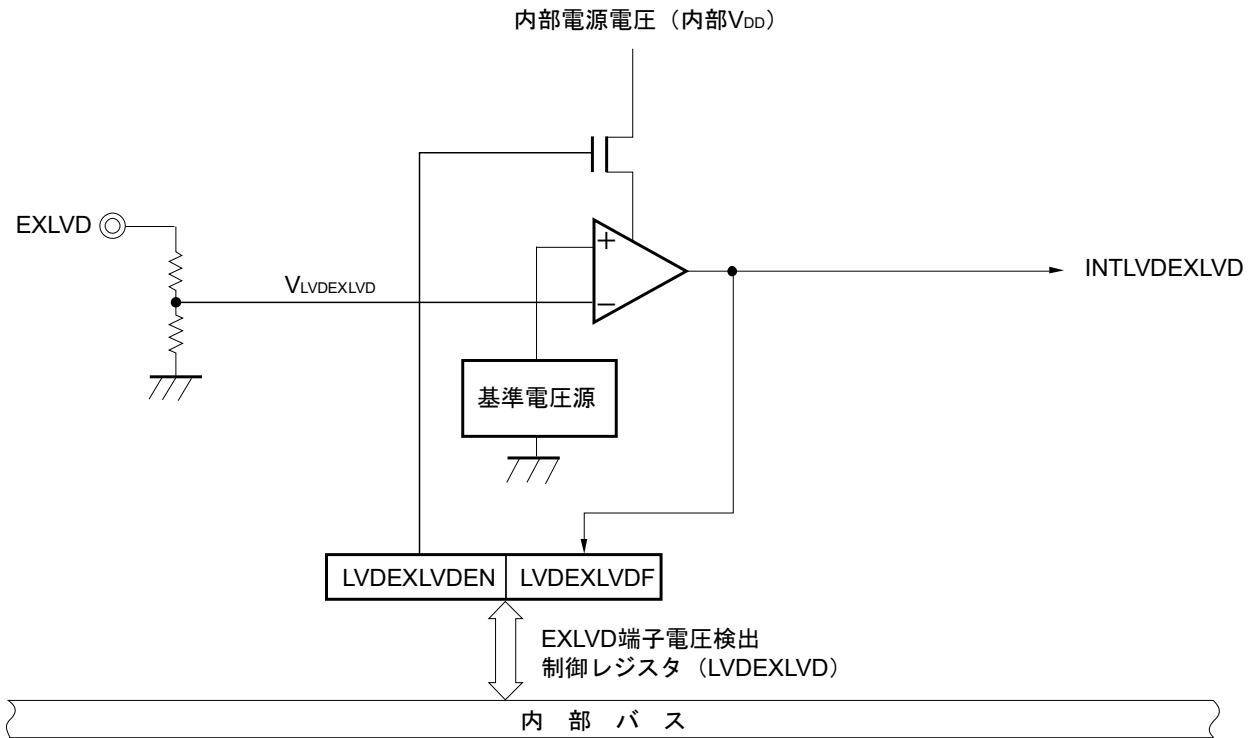 内部電源電圧（内部VDD）
EXLVD
+
VLVDEXLVD
−
INTLVDEXLVD
基準電圧源
LVDEXLVDEN
LVDEXLVDF
EXLVD端子電圧検出
制御レジスタ（LVDEXLVD）
内 部 バ ス